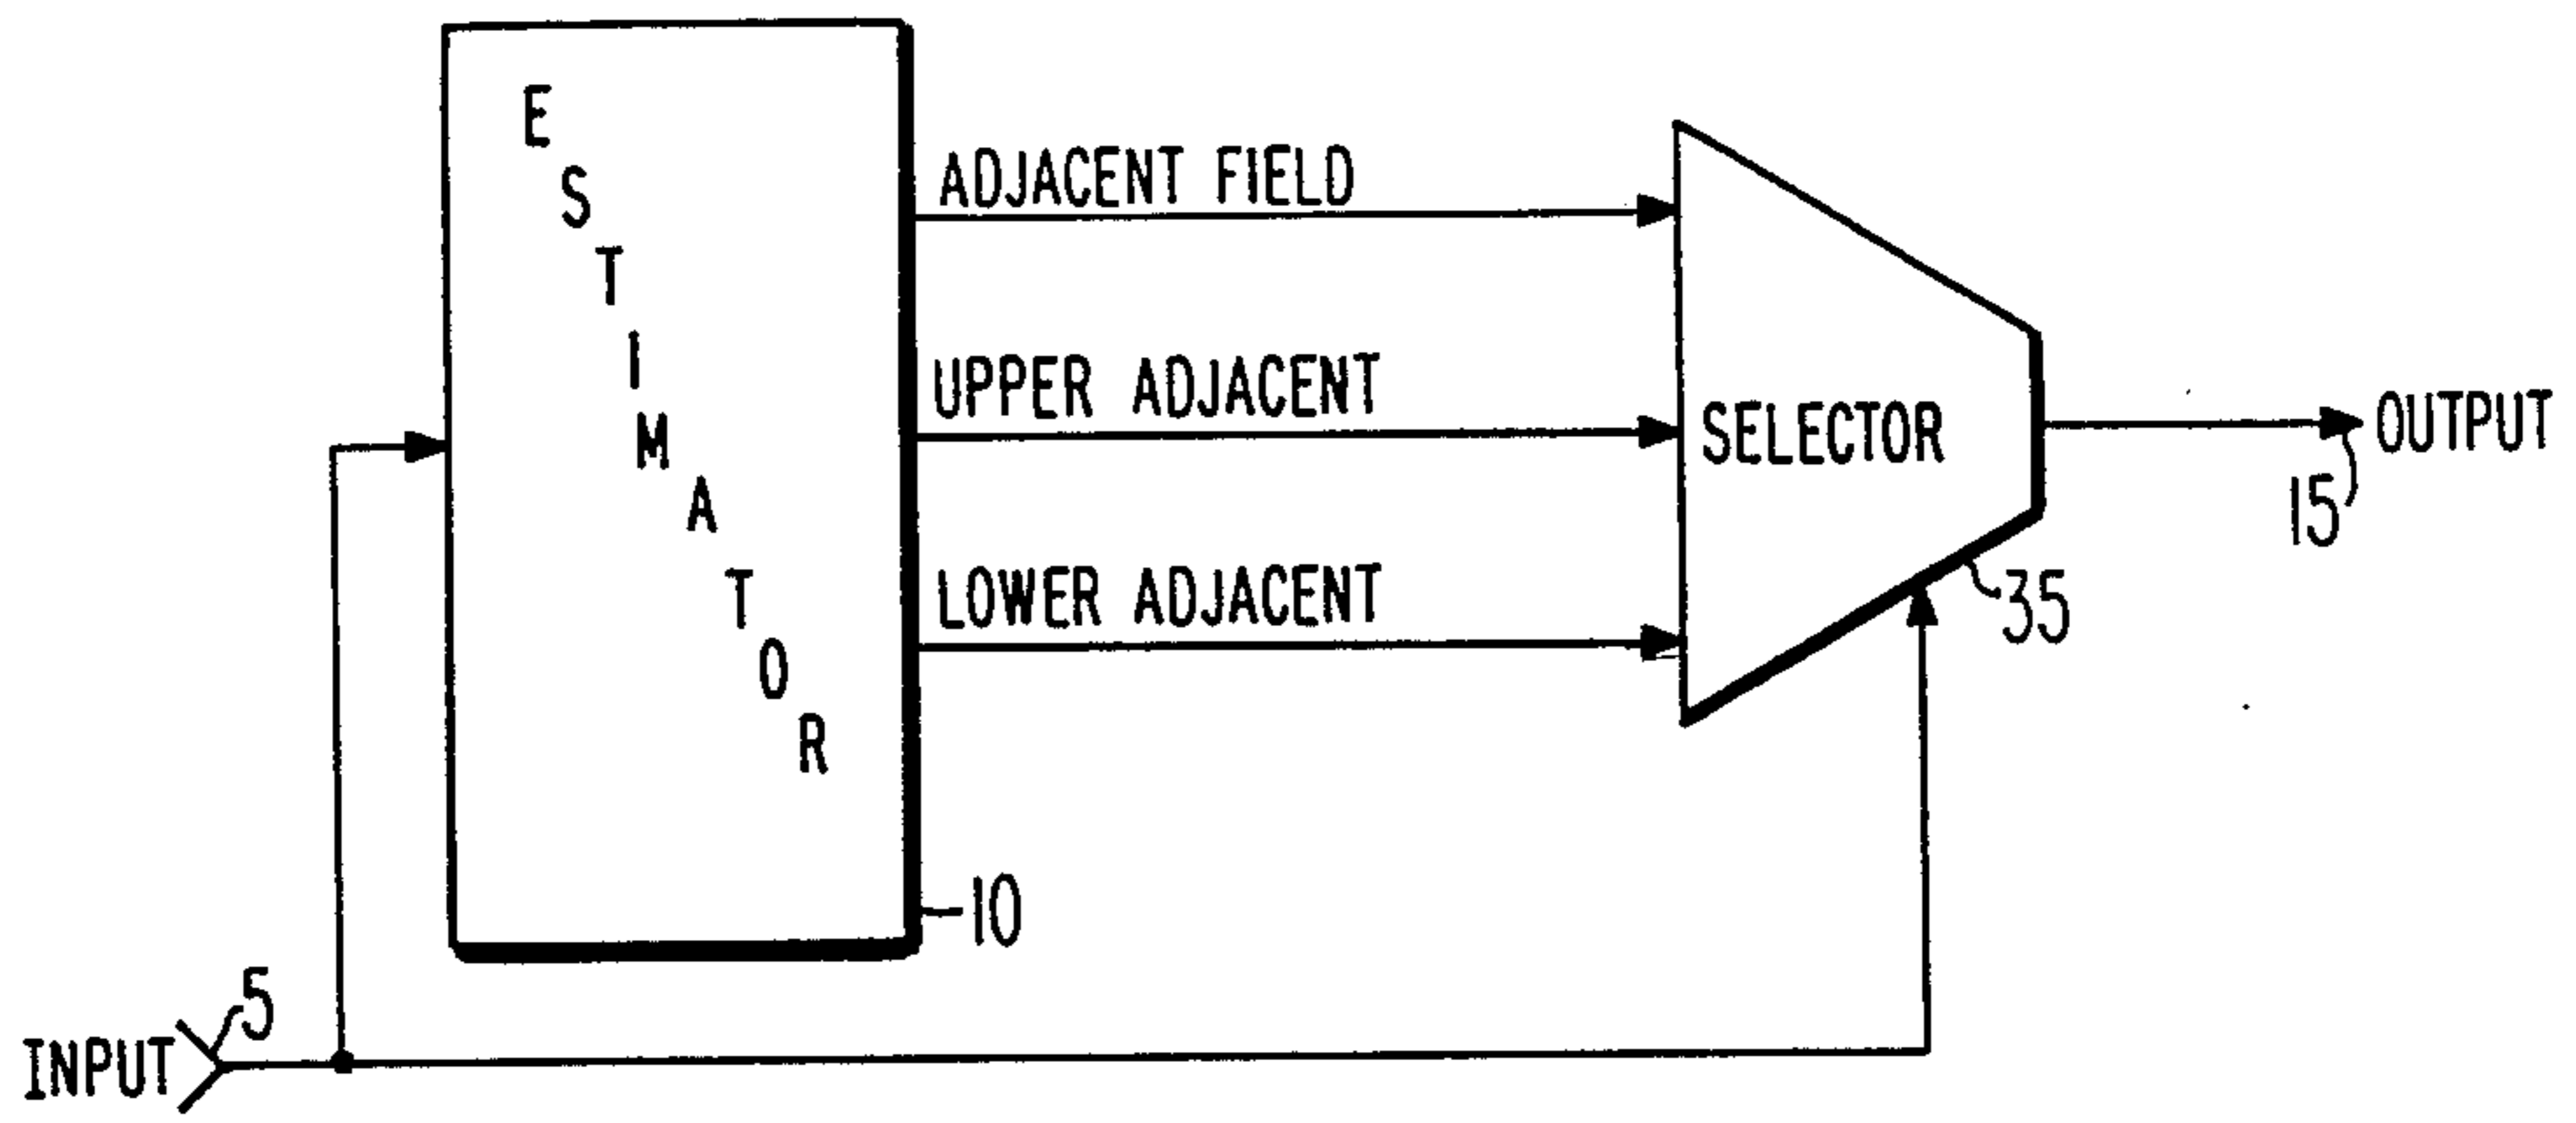 ESTIMATOR
ADJACENT FIELD
UPPER ADJACENT
LOWER ADJACENT
SELECTOR
OUTPUT
15
35
10
5
INPUT